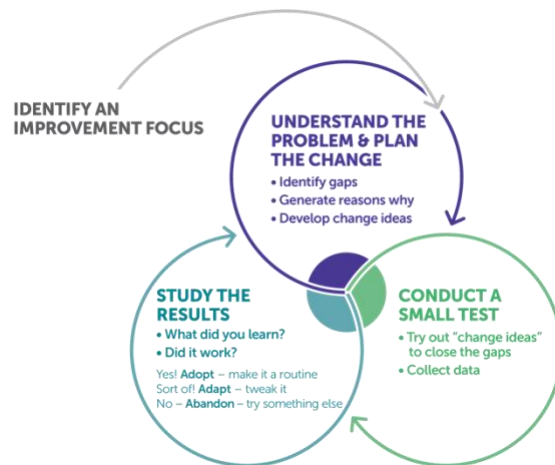 IDENTIFY AN
IMPROVEMENT FOCUS
UNDERSTAND THE
PROBLEM & PLAN
THE CHANGE
• Identify gaps
• Generate reasons why
• Develop change ideas
STUDY THE
RESULTS
• What did you learn?
• Did it work?
Yes! Adopt – make it a routine
Sort of! Adapt – tweak it
No – Abandon – try something else
CONDUCT A
SMALL TEST
• Try out “change ideas”
to close the gaps
• Collect data